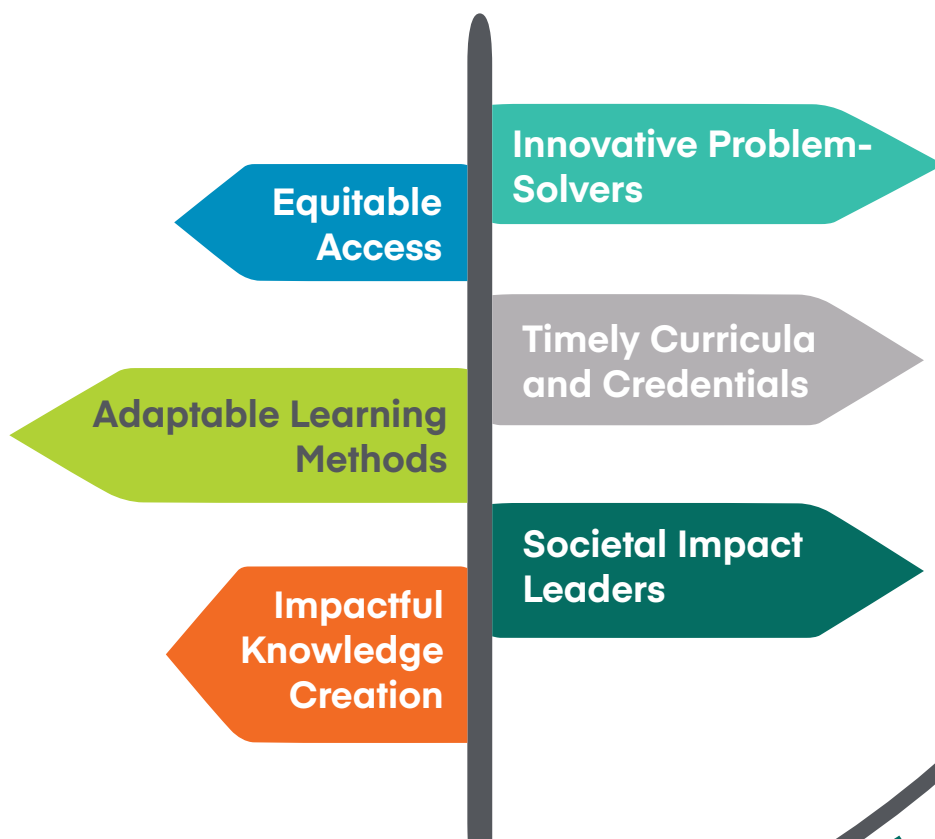 Innovative Problem-
Solvers
Equitable
Access
Timely Curricula
and Credentials
Adaptable Learning
Methods
Societal Impact
Leaders
Impactful
Knowledge
Creation